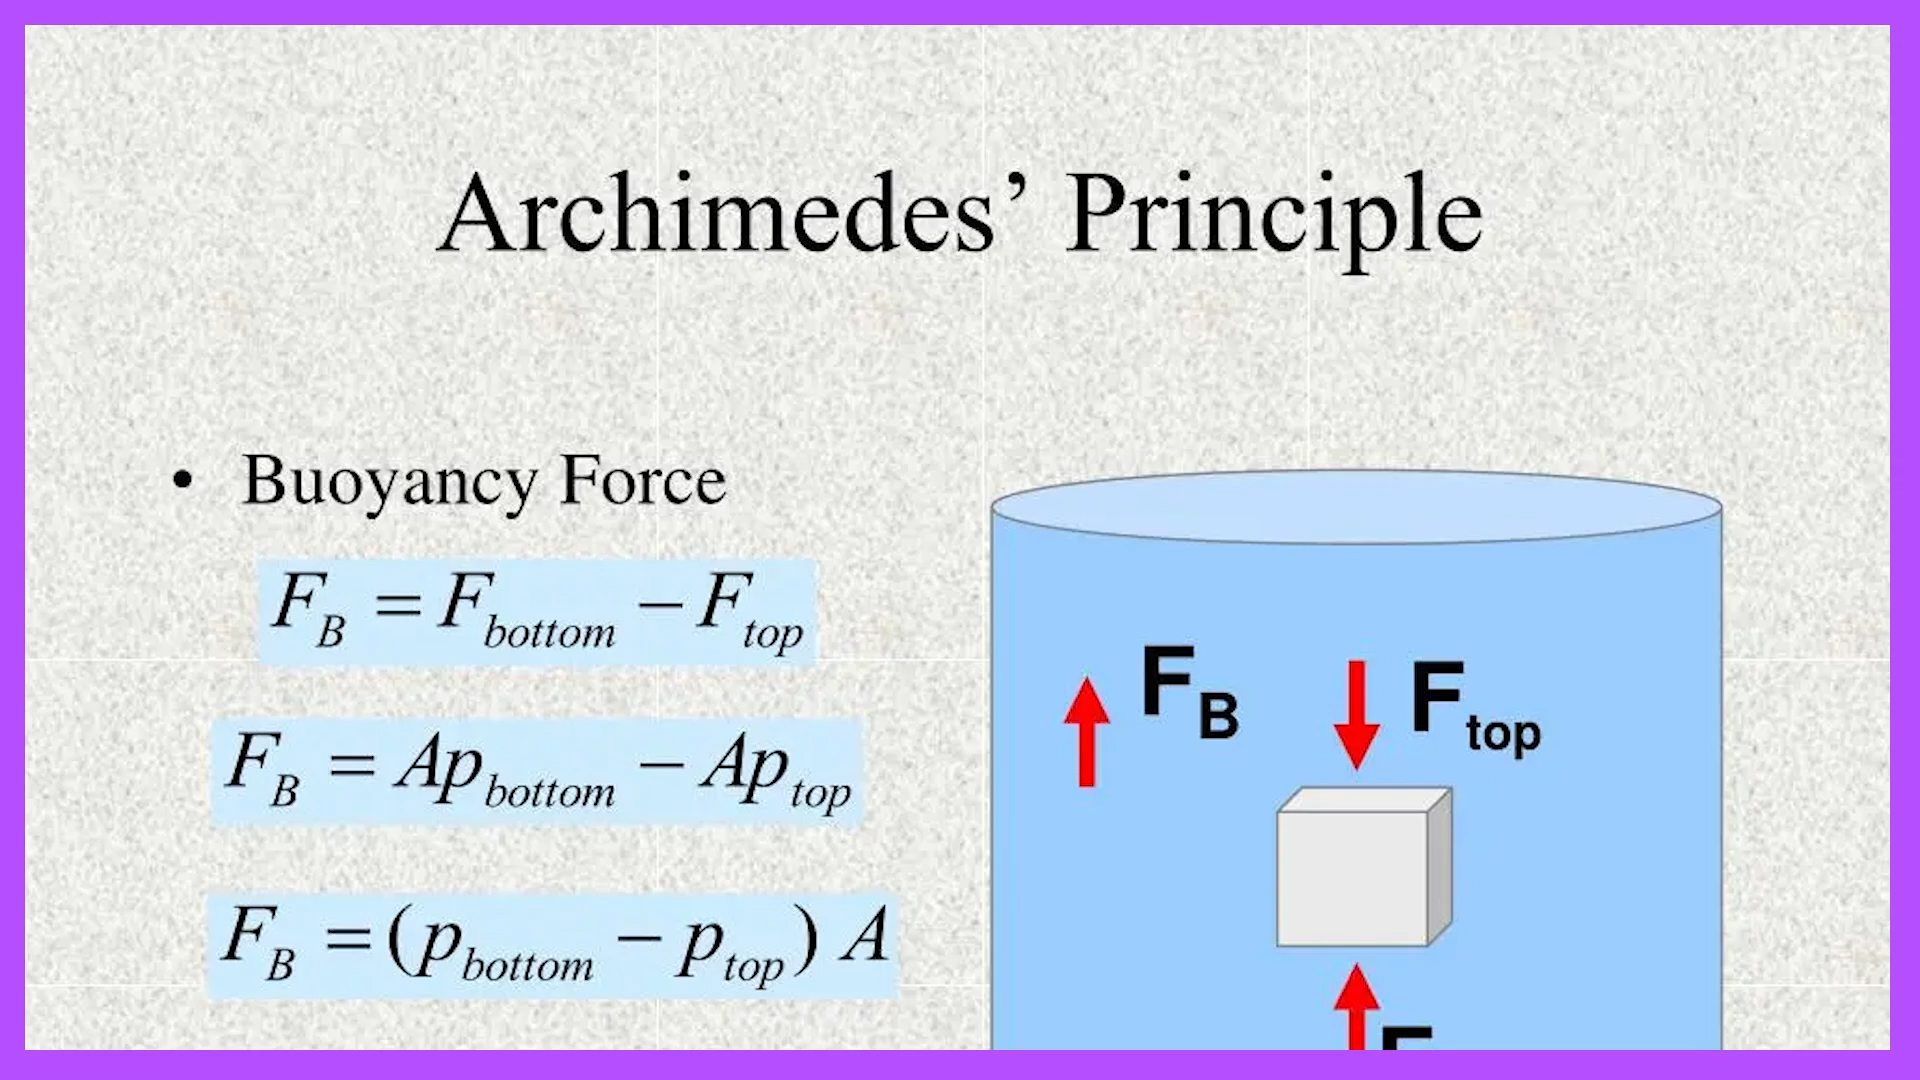 Archimedes’ Principle
• Buoyancy Force
F_B = F_bottom − F_top
F_B = Ap_bottom − Ap_top
F_B = (p_bottom − p_top) A
F_B
F_top